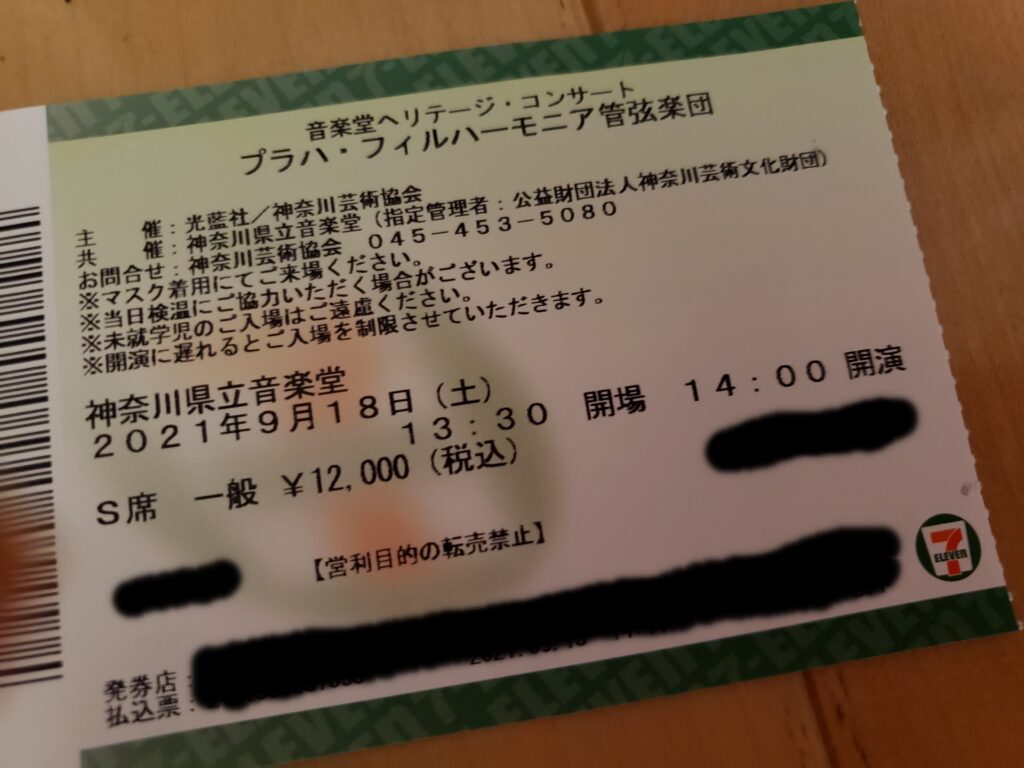 音楽堂ヘリテージ・コンサート
プラハ・フィルハーモニア管弦楽団
主　　催：光藍社／神奈川芸術協会
共　　催：神奈川県立音楽堂（指定管理者：公益財団法人神奈川芸術文化財団）
お問合せ：神奈川芸術協会　０４５－４５３－５０８０
※マスク着用にてご来場ください。
※当日検温にご協力いただく場合がございます。
※未就学児のご入場はご遠慮ください。
※開演に遅れるとご入場を制限させていただきます。
神奈川県立音楽堂
２０２１年９月１８日（土）
１３：３０　開場　１４：００　開演
Ｓ席　一般　￥12,000（税込）
【営利目的の転売禁止】
7
ELEVEN
発券店：
払込票：